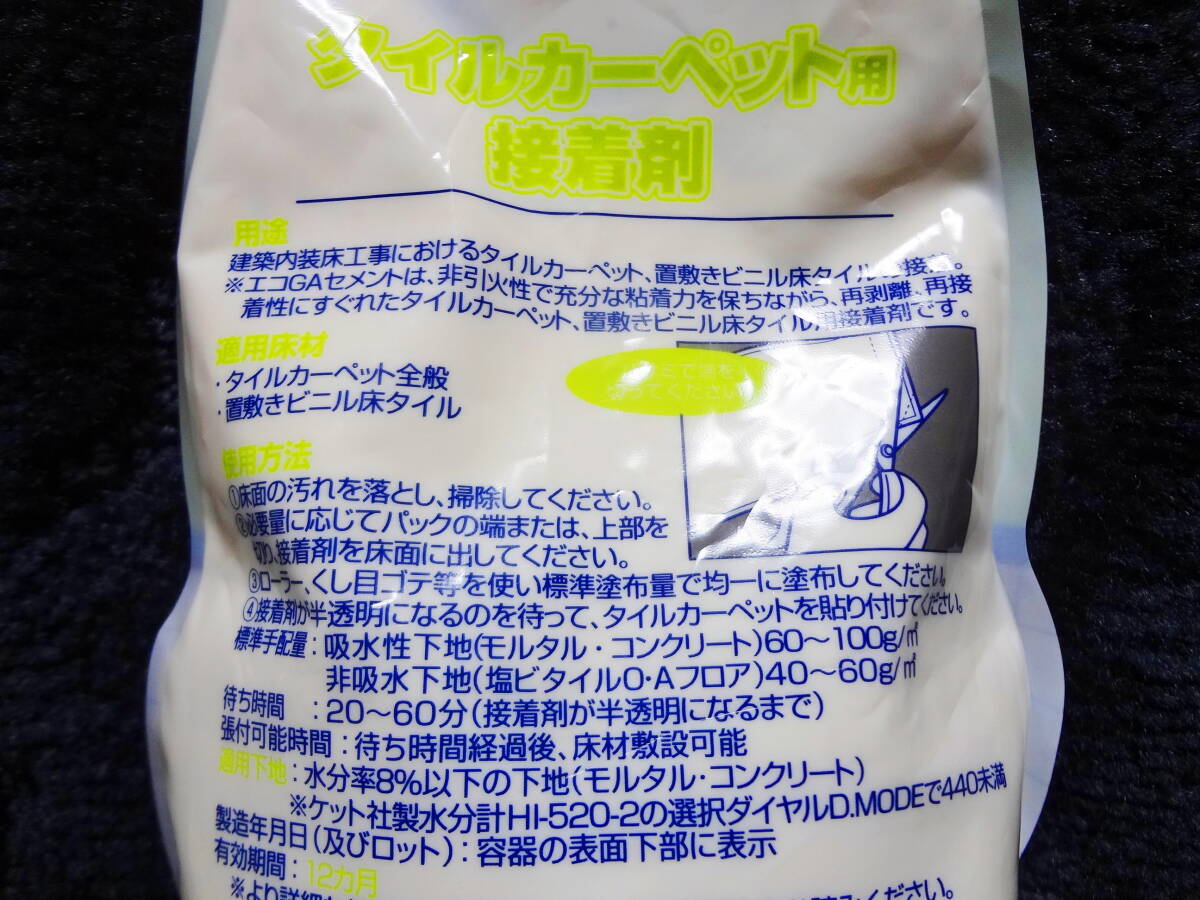 タイルカーペット用
接着剤
用途
建築内装床工事におけるタイルカーペット、置敷きビニル床タイル 接着。
※エコGAセメントは、非引火性で充分な粘着力を保ちながら、再剥離、再接
着性にすぐれたタイルカーペット、置敷きビニル床タイル用接着剤です。
適用床材
・タイルカーペット全般
・置敷きビニル床タイル
切ってください
使用方法
①床面の汚れを落とし、掃除してください。
②必要量に応じてパックの端または、上部を
切り、接着剤を床面に出してください。
③ローラー、くし目ゴテ等を使い標準塗布量で均一に塗布してください。
④接着剤が半透明になるのを待って、タイルカーペットを貼り付けてください。
標準手配量：吸水性下地(モルタル・コンクリート)60〜100g/㎡
非吸水下地(塩ビタイルO・Aフロア)40〜60g/㎡
待ち時間：20〜60分(接着剤が半透明になるまで)
張付可能時間：待ち時間経過後、床材敷設可能
適用下地：水分率8%以下の下地(モルタル・コンクリート)
※ケット社製水分計HI-520-2の選択ダイヤルD.MODEで440未満
製造年月日(及びロット)：容器の表面下部に表示
有効期間：12カ月
※より詳細 ください。